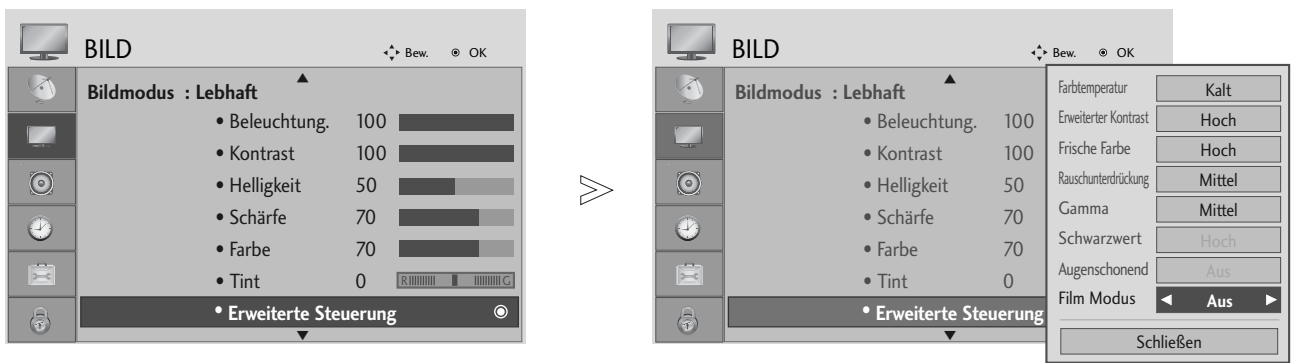 BILD
Bew. OK
Bildmodus : Lebhaft
• Beleuchtung. 100
• Kontrast 100
• Helligkeit 50
• Schärfe 70
• Farbe 70
• Tint 0 R G
• Erweiterte Steuerung
BILD
Bew. OK
Bildmodus : Lebhaft
• Beleuchtung. 100
• Kontrast 100
• Helligkeit 50
• Schärfe 70
• Farbe 70
• Tint 0
• Erweiterte Steuerung
Farbtemperatur Kalt
Erweiterter Kontrast Hoch
Frische Farbe Hoch
Rauschunterdrückung Mittel
Gamma Mittel
Schwarzwert Hoch
Augenschonend Aus
Film Modus ◀ Aus ▶
Schließen